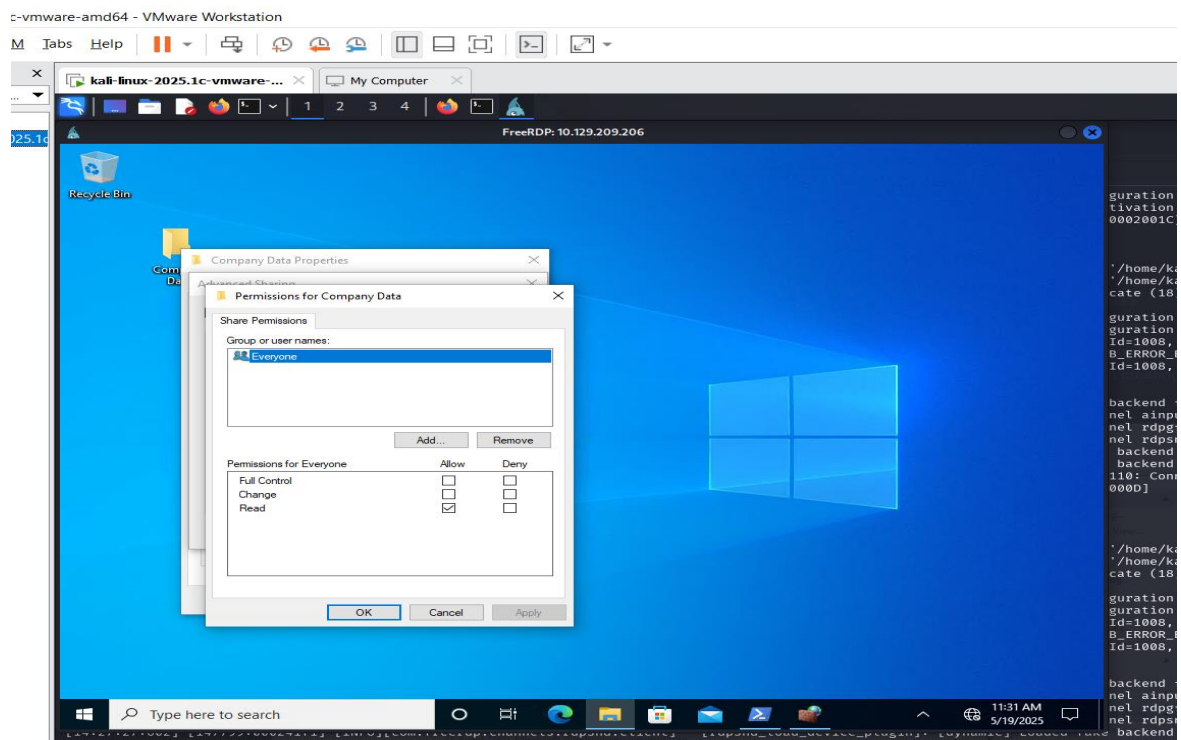 c-vmware-amd64 - VMware Workstation
M Tabs Help
kali-linux-2025.1c-vmware-... My Computer
1 2 3 4
025.1c
FreeRDP: 10.129.209.206
Recycle Bin
Company Data Properties
Advanced Sharing
Permissions for Company Data
Share Permissions
Group or user names:
Everyone
Add... Remove
Permissions for Everyone Allow Deny
Full Control
Change
Read
OK Cancel Apply
guration
tivation
0002001C
'/home/ka
'/home/ka
cate (18
guration
guration
Id=1008,
B_ERROR_
Id=1008,
backend
nel ainpu
nel rdpg
nel rdps
backend
backend
110: Conn
000D]
'/home/ka
'/home/ka
cate (18
guration
guration
Id=1008,
B_ERROR_
Id=1008,
backend
nel ainpu
nel rdpg
nel rdps
backend
Type here to search
11:31 AM
5/19/2025